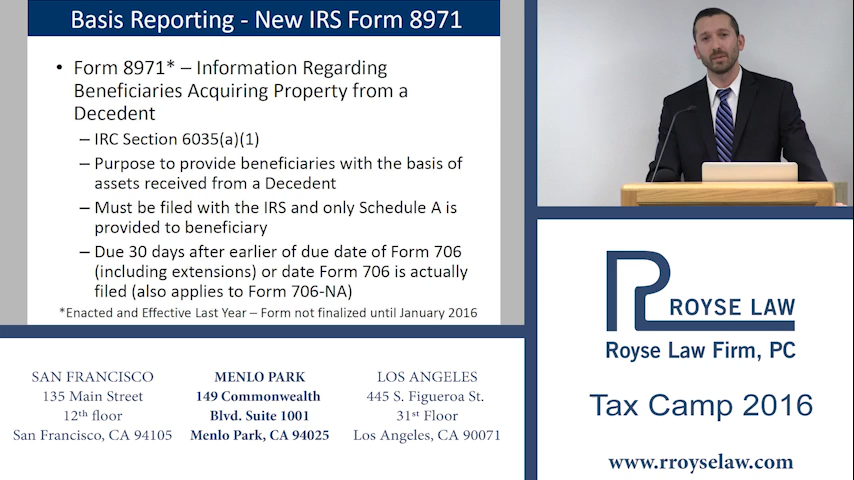 Basis Reporting - New IRS Form 8971
• Form 8971* – Information Regarding
Beneficiaries Acquiring Property from a
Decedent
– IRC Section 6035(a)(1)
– Purpose to provide beneficiaries with the basis of
assets received from a Decedent
– Must be filed with the IRS and only Schedule A is
provided to beneficiary
– Due 30 days after earlier of due date of Form 706
(including extensions) or date Form 706 is actually
filed (also applies to Form 706-NA)
*Enacted and Effective Last Year – Form not finalized until January 2016
SAN FRANCISCO
135 Main Street
12th floor
San Francisco, CA 94105
MENLO PARK
149 Commonwealth
Blvd. Suite 1001
Menlo Park, CA 94025
LOS ANGELES
445 S. Figueroa St.
31st Floor
Los Angeles, CA 90071
ROYSE LAW
Royse Law Firm, PC
Tax Camp 2016
www.rroyselaw.com